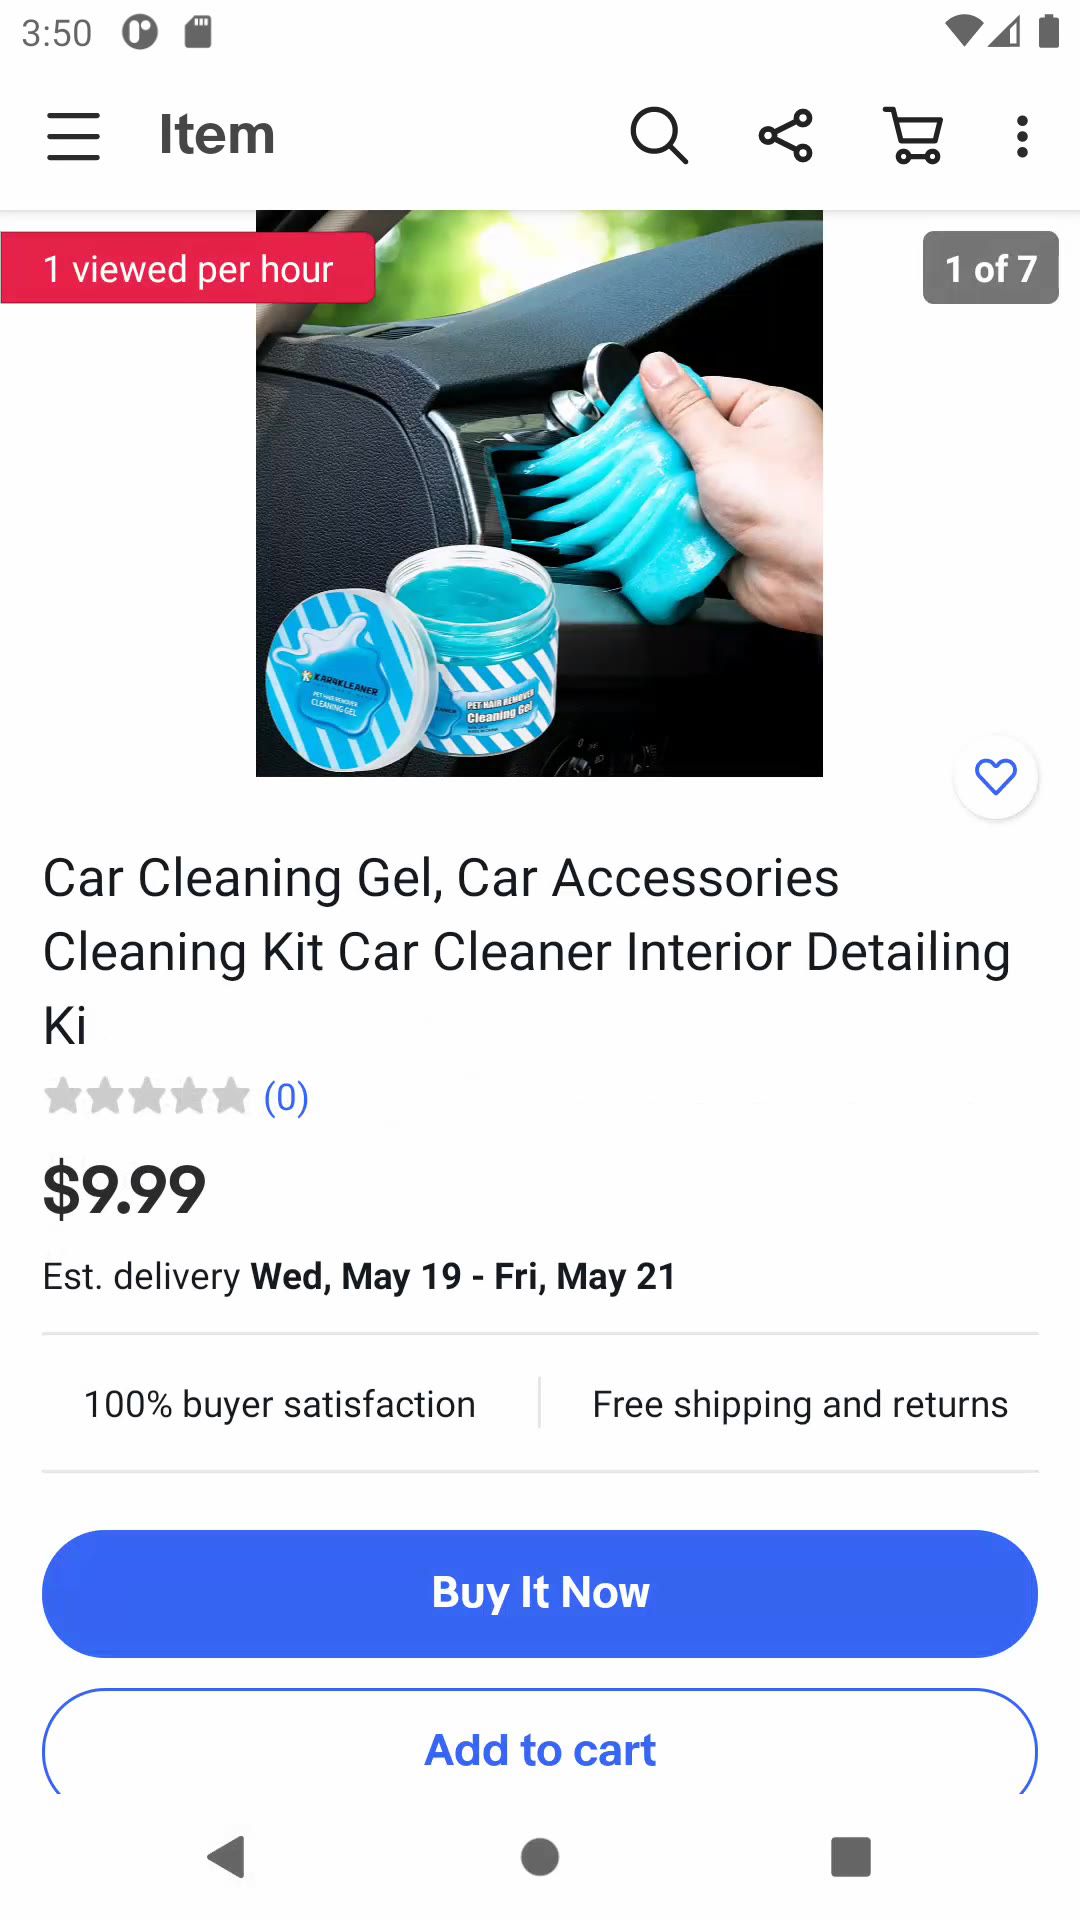 3:50
Item
1 viewed per hour
1 of 7
KAR4KLEANER
PET HAIR REMOVER
CLEANING GEL
PET HAIR REMOVER
Cleaning Gel
Car Cleaning Gel, Car Accessories
Cleaning Kit Car Cleaner Interior Detailing
Ki
(0)
$9.99
Est. delivery Wed, May 19 - Fri, May 21
100% buyer satisfaction
Free shipping and returns
Buy It Now
Add to cart